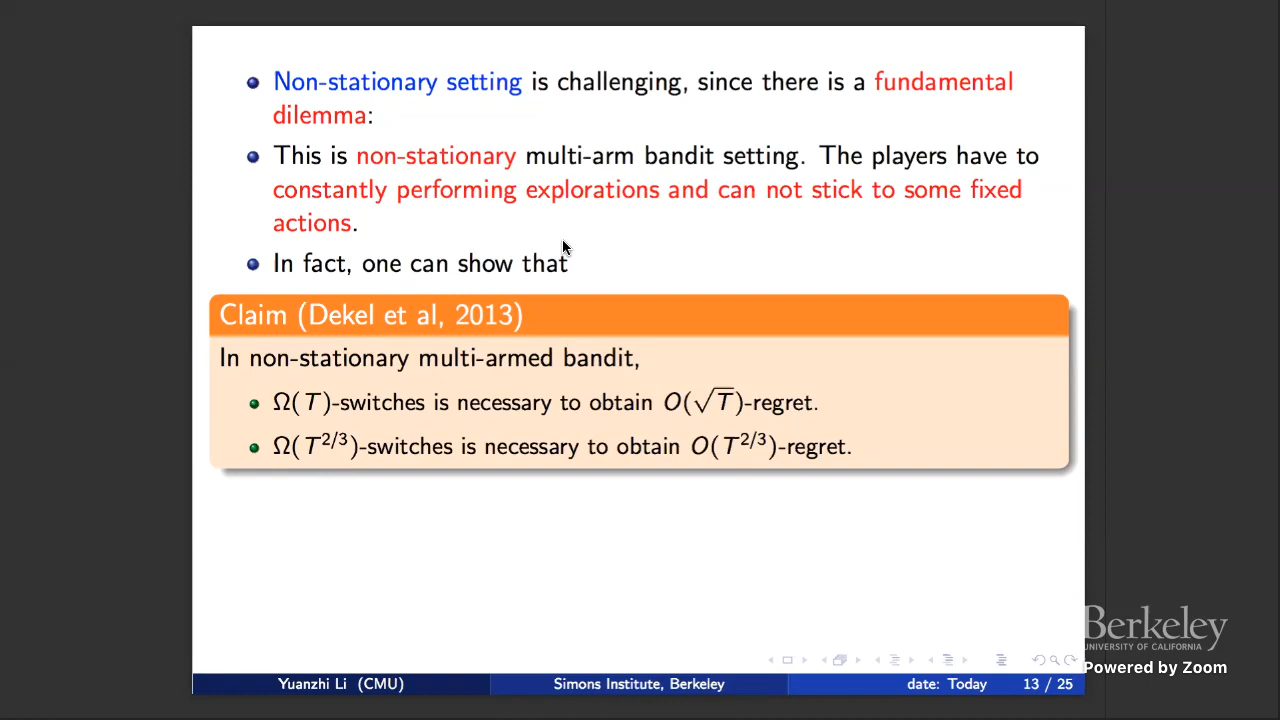 Non-stationary setting is challenging, since there is a fundamental
dilemma:
This is non-stationary multi-arm bandit setting. The players have to
constantly performing explorations and can not stick to some fixed
actions.
In fact, one can show that
Claim (Dekel et al, 2013)
In non-stationary multi-armed bandit,
Ω(T)-switches is necessary to obtain O(√T)-regret.
Ω(T^{2/3})-switches is necessary to obtain O(T^{2/3})-regret.
Berkeley
UNIVERSITY OF CALIFORNIA
Powered by Zoom
Yuanzhi Li (CMU) Simons Institute, Berkeley date: Today 13 / 25